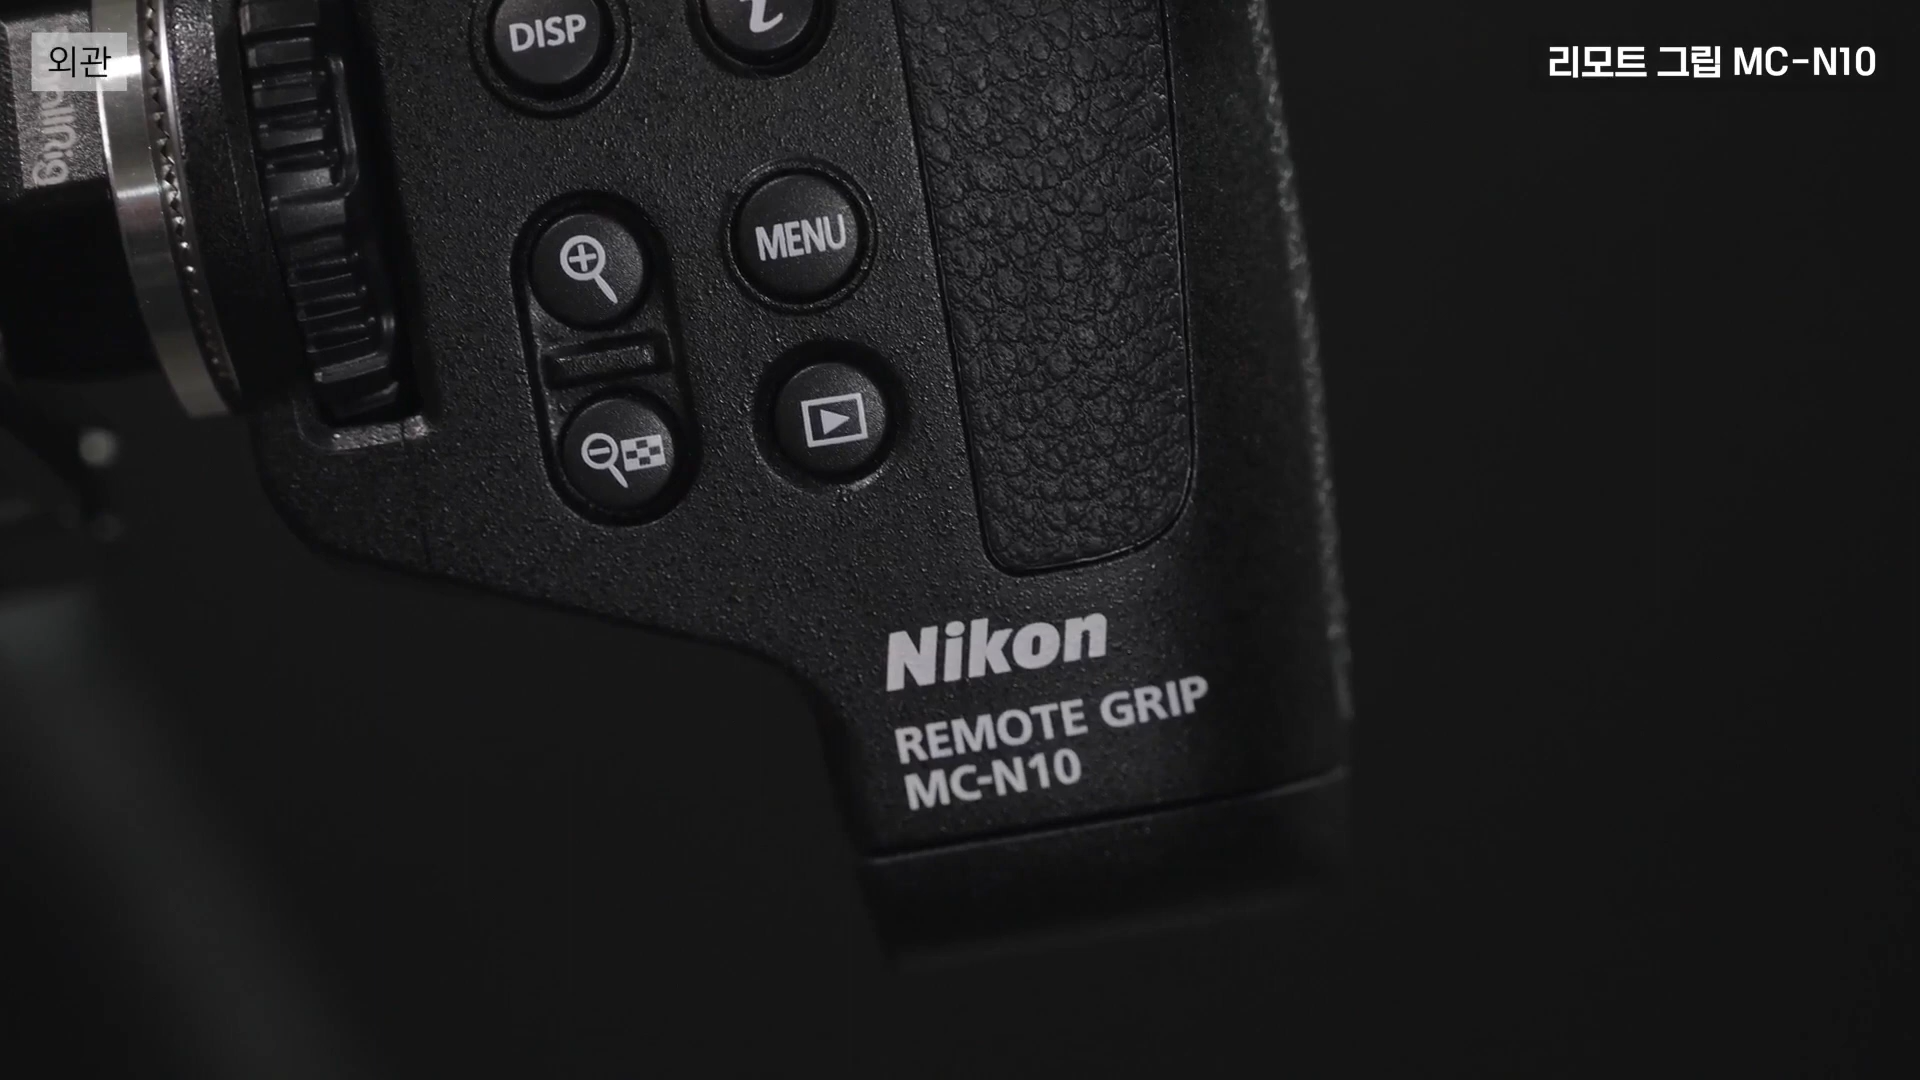 외관
리모트 그립 MC-N10
DISP
i
MENU
Nikon
REMOTE GRIP
MC-N10